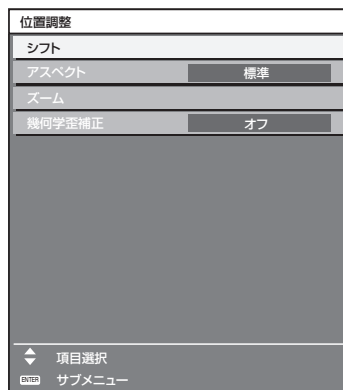 位置調整
シフト
アスペクト 標準
ズーム
幾何学歪補正 オフ
項目選択
ENTER サブメニュー